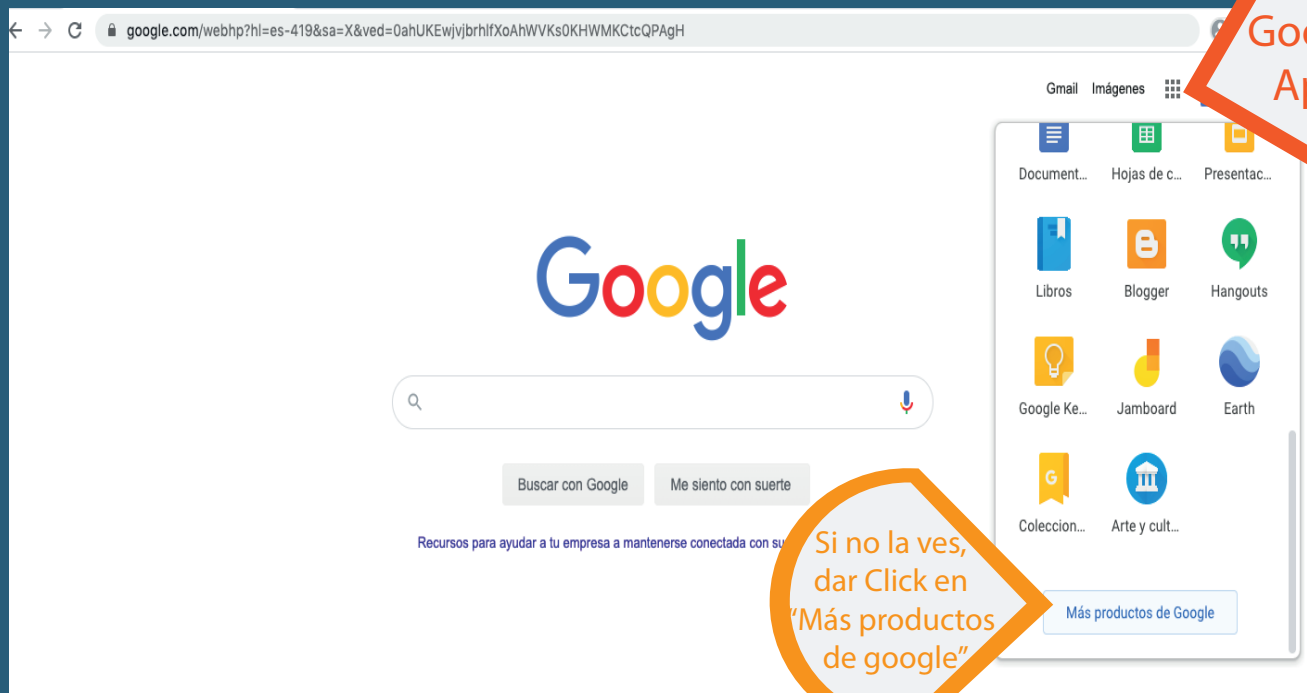 google.com/webhp?hl=es-419&sa=X&ved=0ahUKEwjvjbrhlfXoAhWVKs0KHWMKCtcQPAgH
Gmail Imágenes
Document... Hojas de c... Presentac...
Libros Blogger Hangouts
Google
Google Ke... Jamboard Earth
G
Coleccion... Arte y cult...
Buscar con Google Me siento con suerte
Recursos para ayudar a tu empresa a mantenerse conectada con su
Si no la ves,
dar Click en
“Más productos
de google”
Más productos de Google